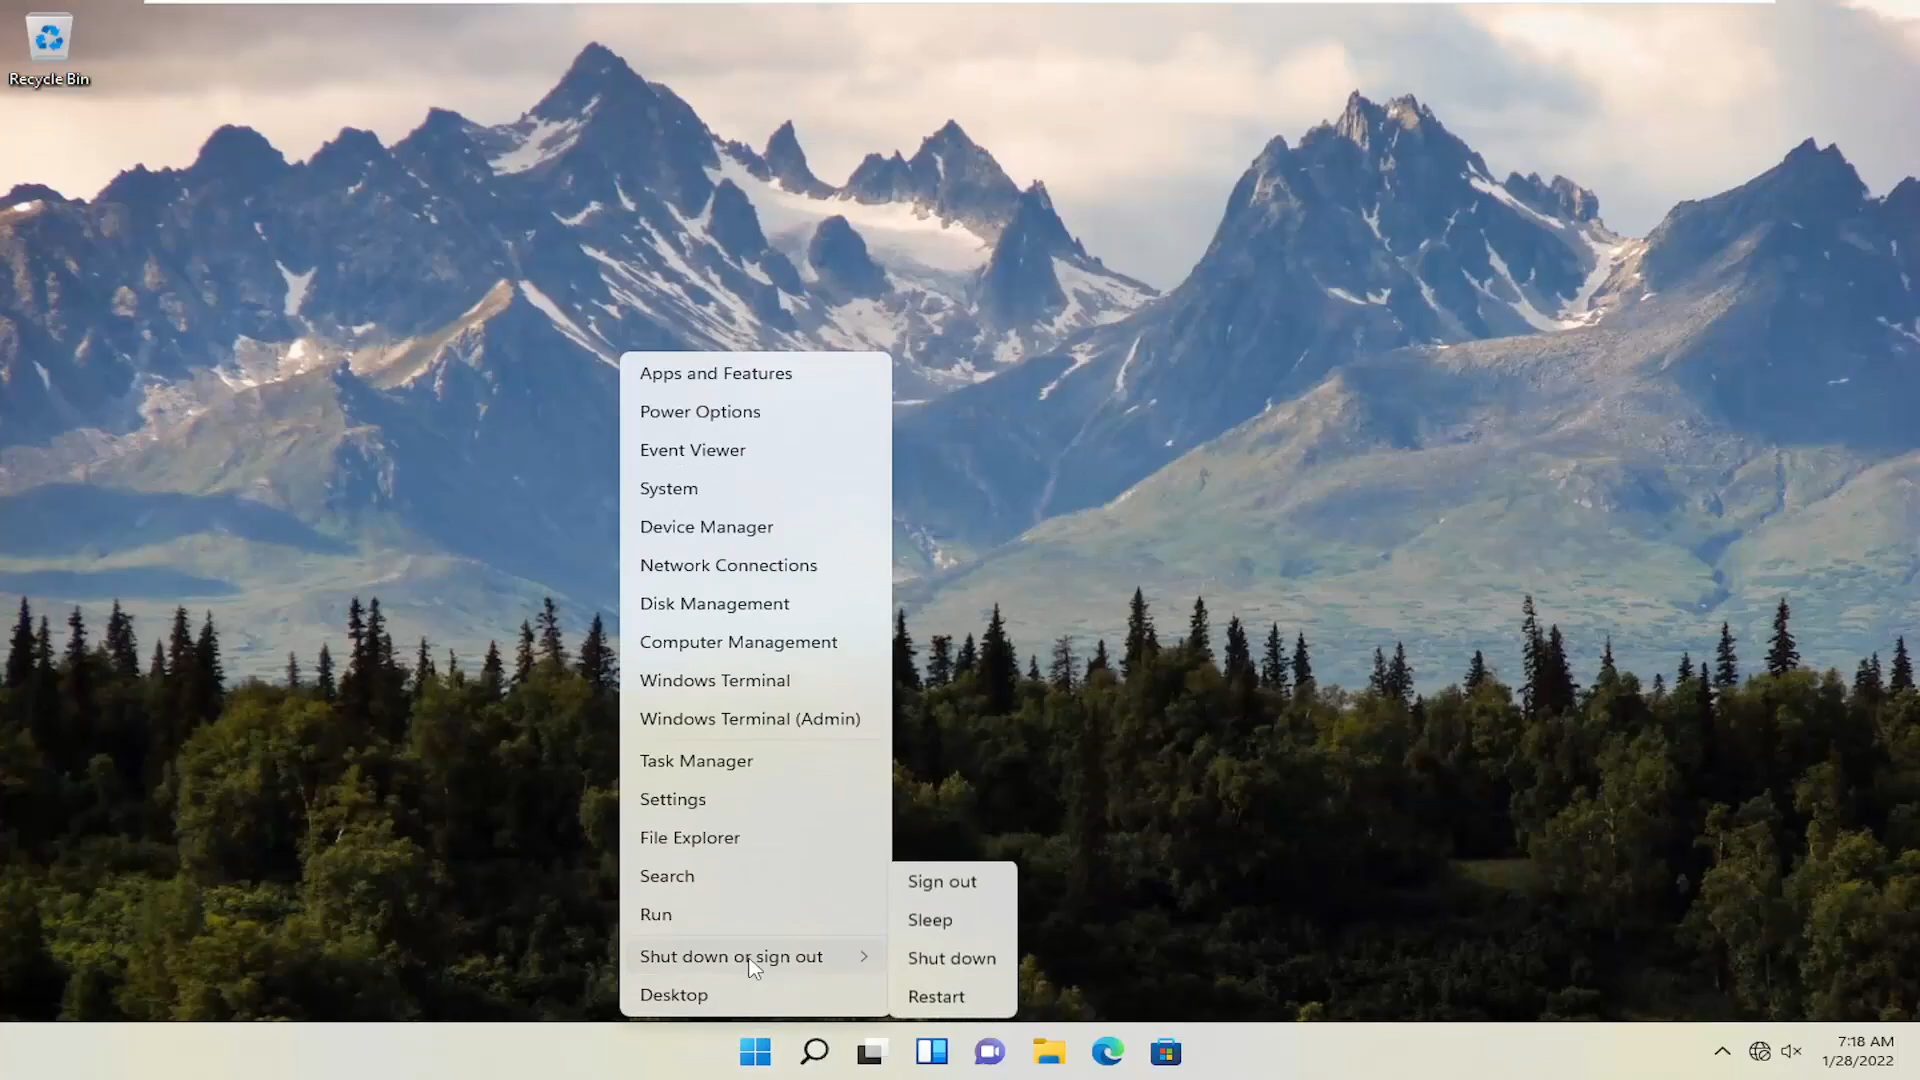 Recycle Bin
Apps and Features
Power Options
Event Viewer
System
Device Manager
Network Connections
Disk Management
Computer Management
Windows Terminal
Windows Terminal (Admin)
Task Manager
Settings
File Explorer
Search
Run
Shut down or sign out
Desktop
Sign out
Sleep
Shut down
Restart
7:18 AM
1/28/2022